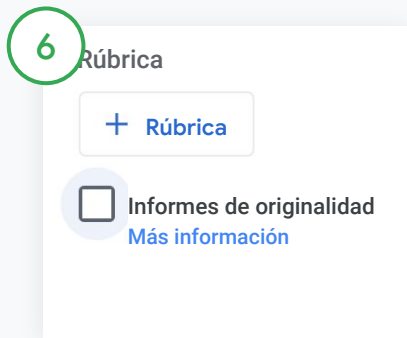 6
Rúbrica
+ Rúbrica
Informes de originalidad
Más información